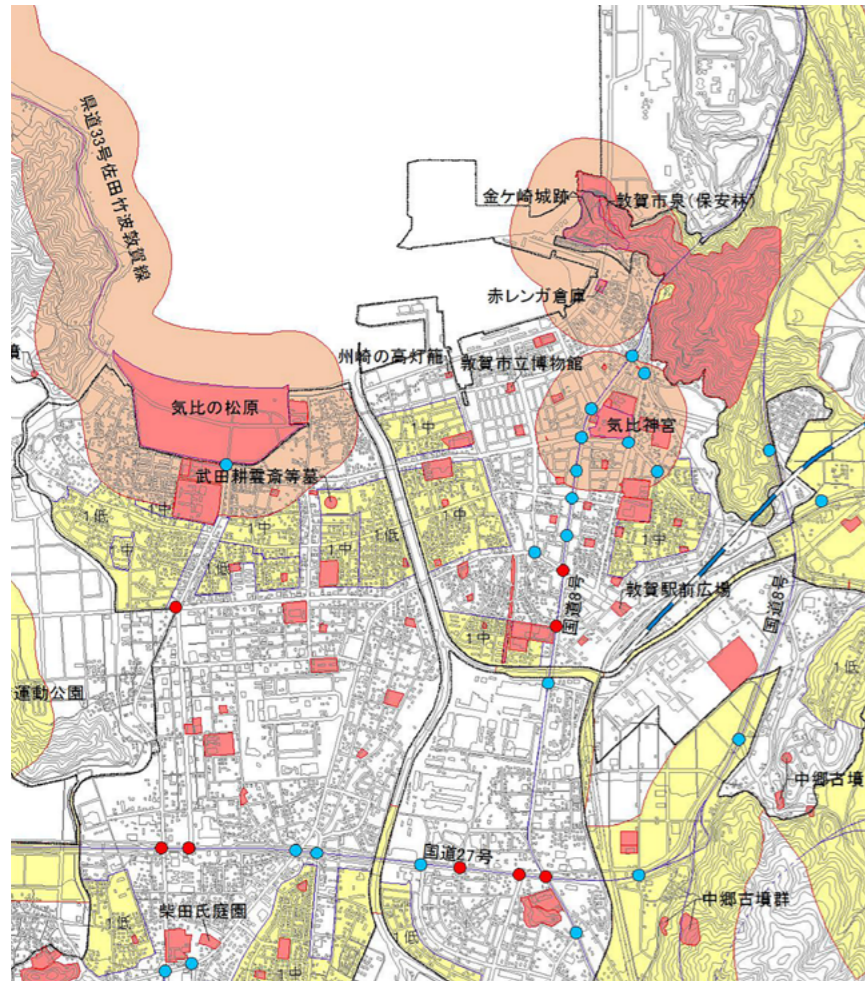 県道33号佐田竹波敦賀線
金ケ崎城跡
敦賀市泉(保安林)
赤レンガ倉庫
墳
州崎の高灯籠
敦賀市立博物館
気比の松原
気比神宮
1中
武田耕雲斎等墓
1低
1中
1中
1中
1低
1中
1中
1低
敦賀駅前広場
国道8号
国道8号
1中
1低
運動公園
中郷古墳
国道27号
柴田氏庭園
中郷古墳群
1低
1低
1中